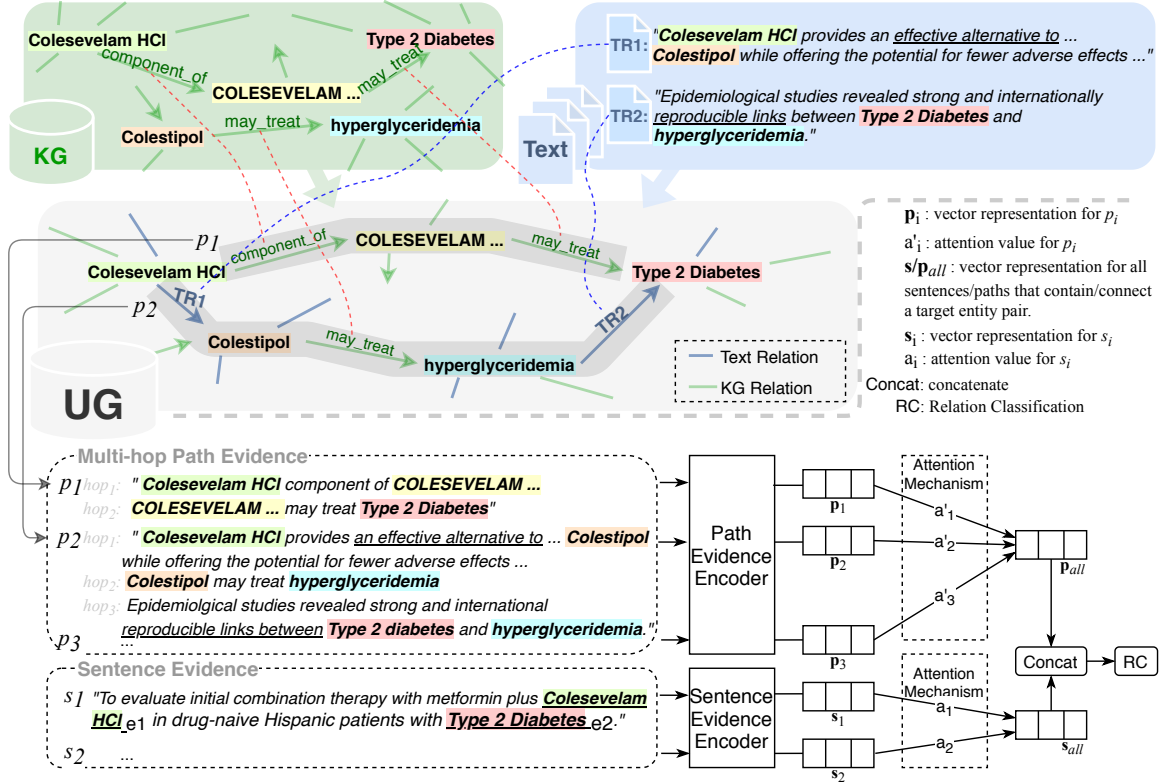 Colesevelam HCl
Type 2 Diabetes
component_of
may_treat
COLESEVELAM ...
Colestipol
may_treat
hyperglyceridemia
KG
TR1:
"Colesevelam HCl provides an effective alternative to ...
Colestipol while offering the potential for fewer adverse effects ..."
TR2:
"Epidemiological studies revealed strong and internationally
reproducible links between Type 2 Diabetes and
hyperglyceridemia."
Text
p1
component_of
COLESEVELAM ...
may_treat
Colesevelam HCl
Type 2 Diabetes
TR1
p2
TR2
Colestipol
may_treat
hyperglyceridemia
UG
Text Relation
KG Relation
pi : vector representation for pi
a'i : attention value for pi
s/pall : vector representation for all
sentences/paths that contain/connect
a target entity pair.
si : vector representation for si
ai : attention value for si
Concat: concatenate
RC: Relation Classification
Multi-hop Path Evidence
p1 hop1: " Colesevelam HCl component of COLESEVELAM ...
hop2: COLESEVELAM ... may treat Type 2 Diabetes"
p2 hop1: " Colesevelam HCl provides an effective alternative to ... Colestipol
while offering the potential for fewer adverse effects ...
hop2: Colestipol may treat hyperglyceridemia
hop3: Epidemiolgical studies revealed strong and international
reproducible links between Type 2 diabetes and hyperglyceridemia."
p3 ...
Sentence Evidence
s1 "To evaluate initial combination therapy with metformin plus Colesevelam
HCl_e1 in drug-naive Hispanic patients with Type 2 Diabetes_e2."
s2 ...
Path
Evidence
Encoder
p1
p2
p3
Attention
Mechanism
a'1
a'2
a'3
pall
Concat
RC
Sentence
Evidence
Encoder
s1
s2
Attention
Mechanism
a1
a2
sall